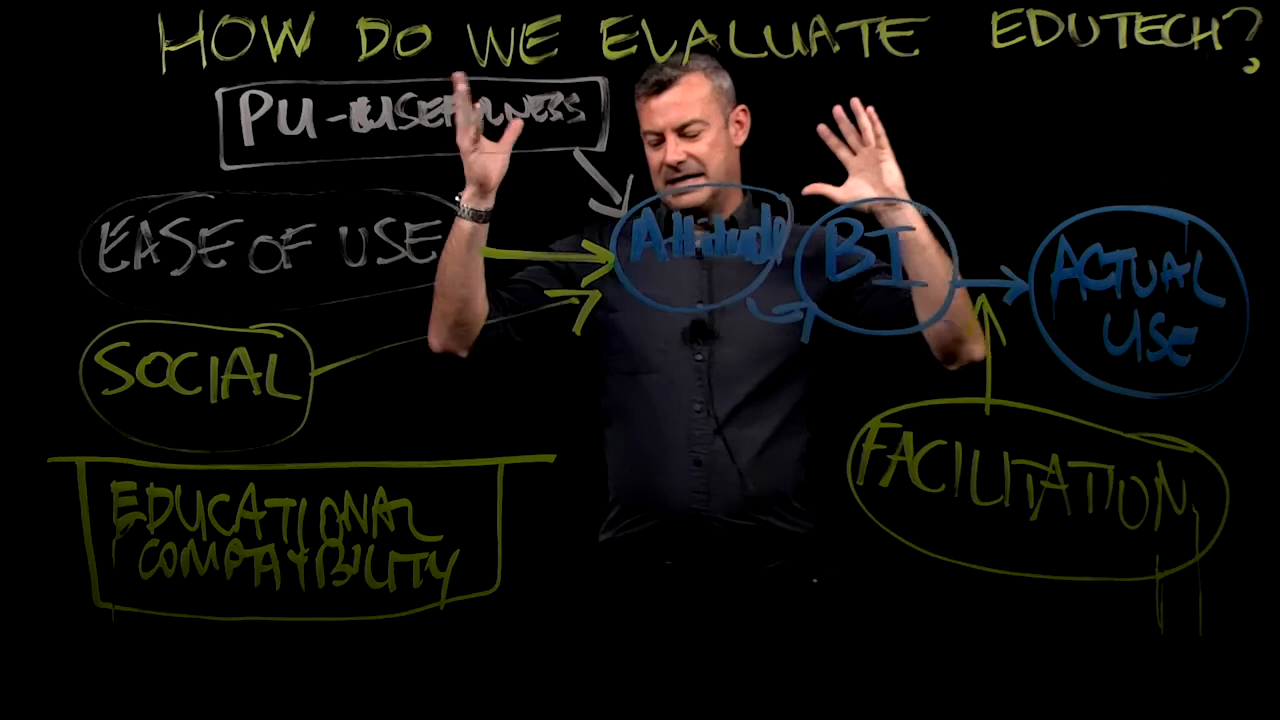 HOW DO WE EVALUATE EDUTECH?
PU-USEFULNESS
EASE OF USE
Attitude
BI
ACTUAL
USE
SOCIAL
FACILITATION
EDUCATIONAL
COMPATIBILITY